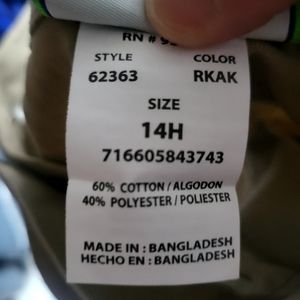 RN # 
STYLE COLOR
62363 RKAK
SIZE
14H
716605843743
60% COTTON / ALGODON
40% POLYESTER / POLIESTER
MADE IN : BANGLADESH
HECHO EN : BANGLADESH